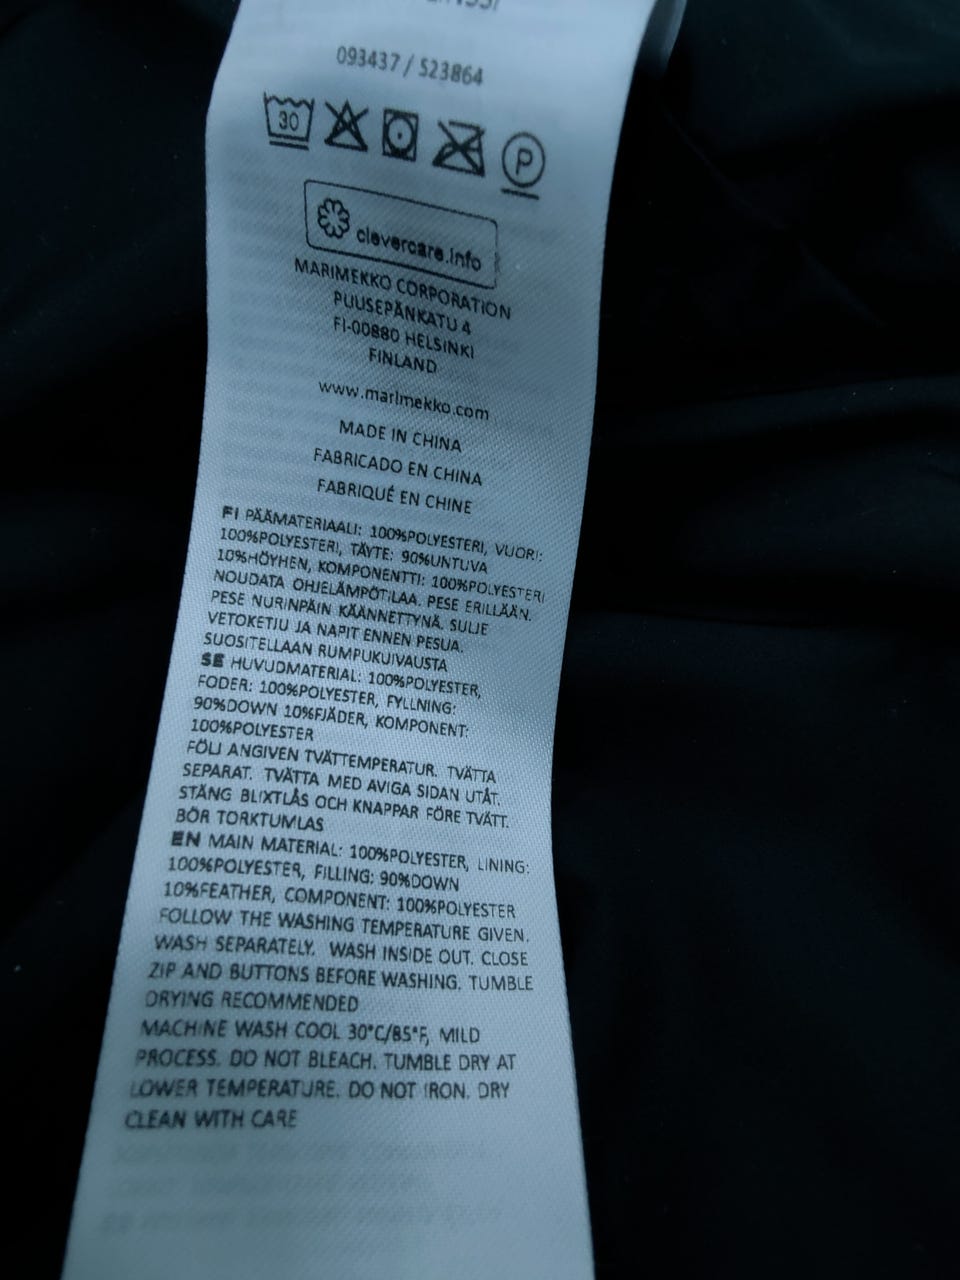 093437 / 523864
30
P
clevercare.info
MARIMEKKO CORPORATION
PUUSEPÄNKATU 4
FI-00880 HELSINKI
FINLAND
www.marimekko.com
MADE IN CHINA
FABRICADO EN CHINA
FABRIQUÉ EN CHINE
FI PÄÄMATERIAALI: 100%POLYESTERI, VUORI:
100%POLYESTERI, TÄYTE: 90%UNTUVA
10%HÖYHEN, KOMPONENTTI: 100%POLYESTERI
NOUDATA OHJELÄMPÖTILAA. PESE ERILLÄÄN.
PESE NURINPÄIN KÄÄNNETTYNÄ. SULJE
VETOKETJU JA NAPIT ENNEN PESUA.
SUOSITELLAAN RUMPUKUIVAUSTA
SE HUVUDMATERIAL: 100%POLYESTER,
FODER: 100%POLYESTER, FYLLNING:
90%DOWN 10%FJÄDER, KOMPONENT:
100%POLYESTER
FÖLJ ANGIVEN TVÄTTEMPERATUR. TVÄTTA
SEPARAT. TVÄTTA MED AVIGA SIDAN UTÅT.
STÄNG BLIXTLÅS OCH KNAPPAR FÖRE TVÄTT.
BÖR TORKTUMLAS
EN MAIN MATERIAL: 100%POLYESTER, LINING:
100%POLYESTER, FILLING: 90%DOWN
10%FEATHER, COMPONENT: 100%POLYESTER
FOLLOW THE WASHING TEMPERATURE GIVEN.
WASH SEPARATELY. WASH INSIDE OUT. CLOSE
ZIP AND BUTTONS BEFORE WASHING. TUMBLE
DRYING RECOMMENDED
MACHINE WASH COOL 30°C/85°F, MILD
PROCESS. DO NOT BLEACH. TUMBLE DRY AT
LOWER TEMPERATURE. DO NOT IRON. DRY
CLEAN WITH CARE